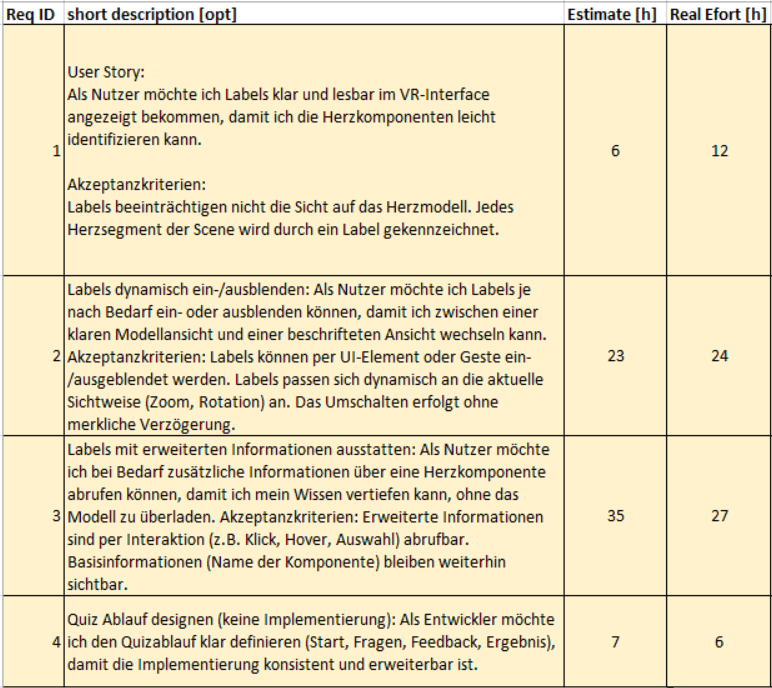 Req ID short description [opt] Estimate [h] Real Efort [h]
User Story:
Als Nutzer möchte ich Labels klar und lesbar im VR-Interface
angezeigt bekommen, damit ich die Herzkomponenten leicht
identifizieren kann.
1 6 12
Akzeptanzkriterien:
Labels beeinträchtigen nicht die Sicht auf das Herzmodell. Jedes
Herzsegment der Scene wird durch ein Label gekennzeichnet.
Labels dynamisch ein-/ausblenden: Als Nutzer möchte ich Labels je
nach Bedarf ein- oder ausblenden können, damit ich zwischen einer
klaren Modellansicht und einer beschrifteten Ansicht wechseln kann.
2 Akzeptanzkriterien: Labels können per UI-Element oder Geste ein- 23 24
/ausgeblendet werden. Labels passen sich dynamisch an die aktuelle
Sichtweise (Zoom, Rotation) an. Das Umschalten erfolgt ohne
merkliche Verzögerung.
Labels mit erweiterten Informationen ausstatten: Als Nutzer möchte
ich bei Bedarf zusätzliche Informationen über eine Herzkomponente
abrufen können, damit ich mein Wissen vertiefen kann, ohne das
3 Modell zu überladen. Akzeptanzkriterien: Erweiterte Informationen 35 27
sind per Interaktion (z.B. Klick, Hover, Auswahl) abrufbar.
Basisinformationen (Name der Komponente) bleiben weiterhin
sichtbar.
Quiz Ablauf designen (keine Implementierung): Als Entwickler möchte
4 ich den Quizablauf klar definieren (Start, Fragen, Feedback, Ergebnis), 7 6
damit die Implementierung konsistent und erweiterbar ist.